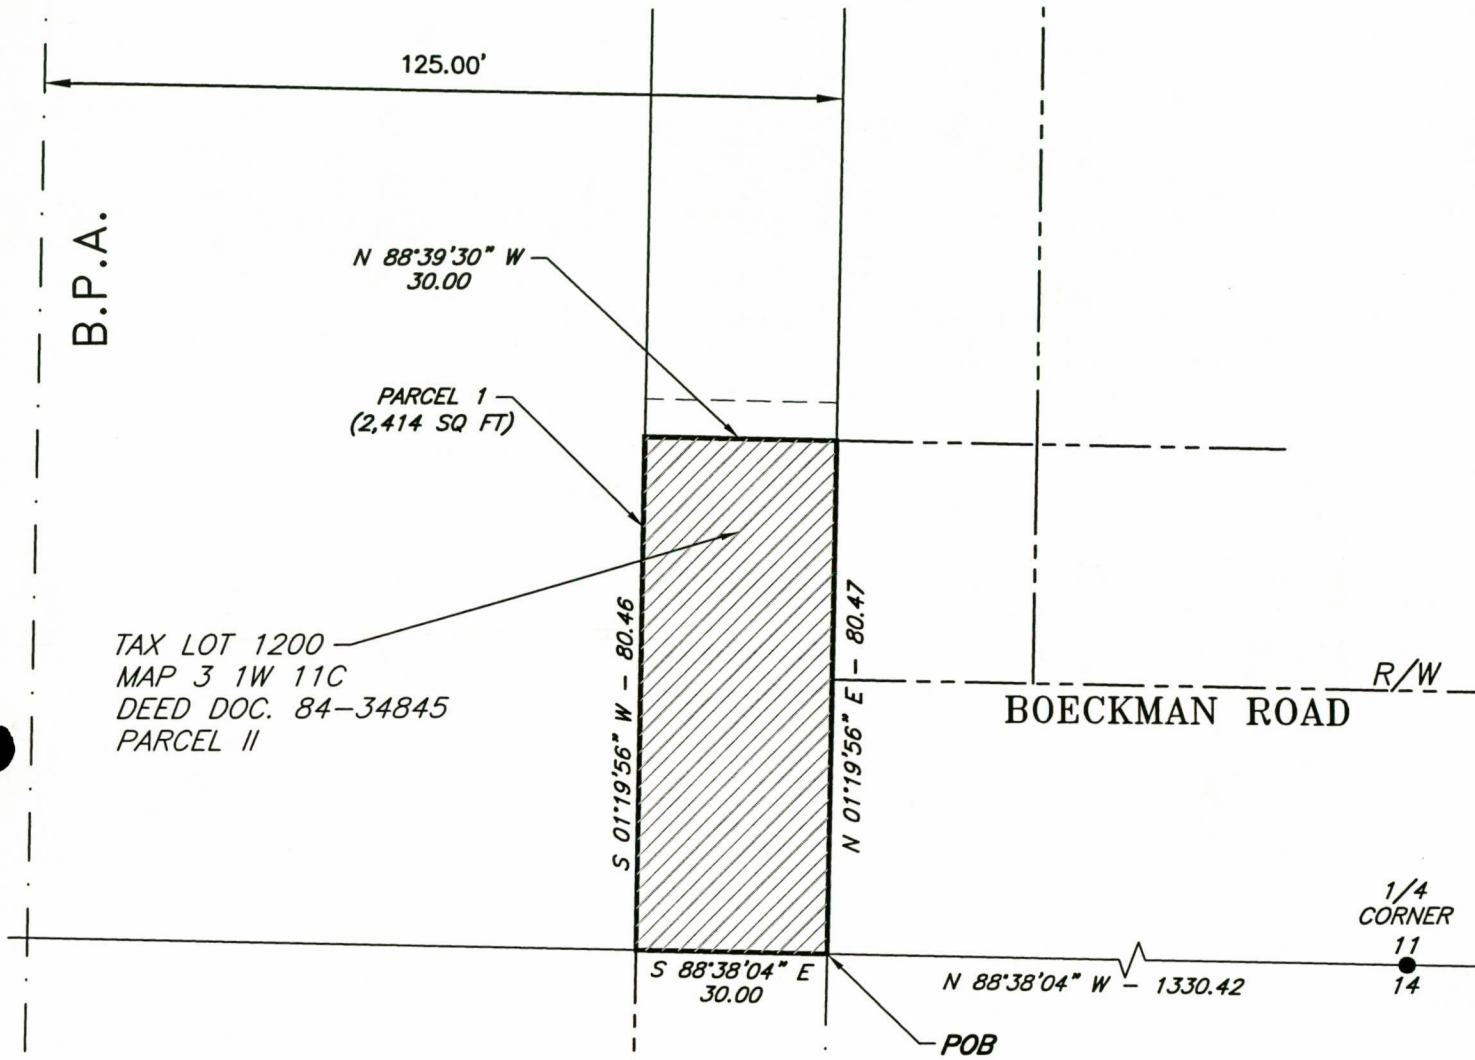 125.00'
B.P.A.
N 88°39'30" W
30.00
PARCEL 1
(2,414 SQ FT)
TAX LOT 1200
MAP 3 1W 11C
DEED DOC. 84-34845
PARCEL II
S 01°19'56" W - 80.46
N 01°19'56" E - 80.47
R/W
BOECKMAN ROAD
1/4
CORNER
11
14
S 88°38'04" E
30.00
N 88°38'04" W - 1330.42
POB